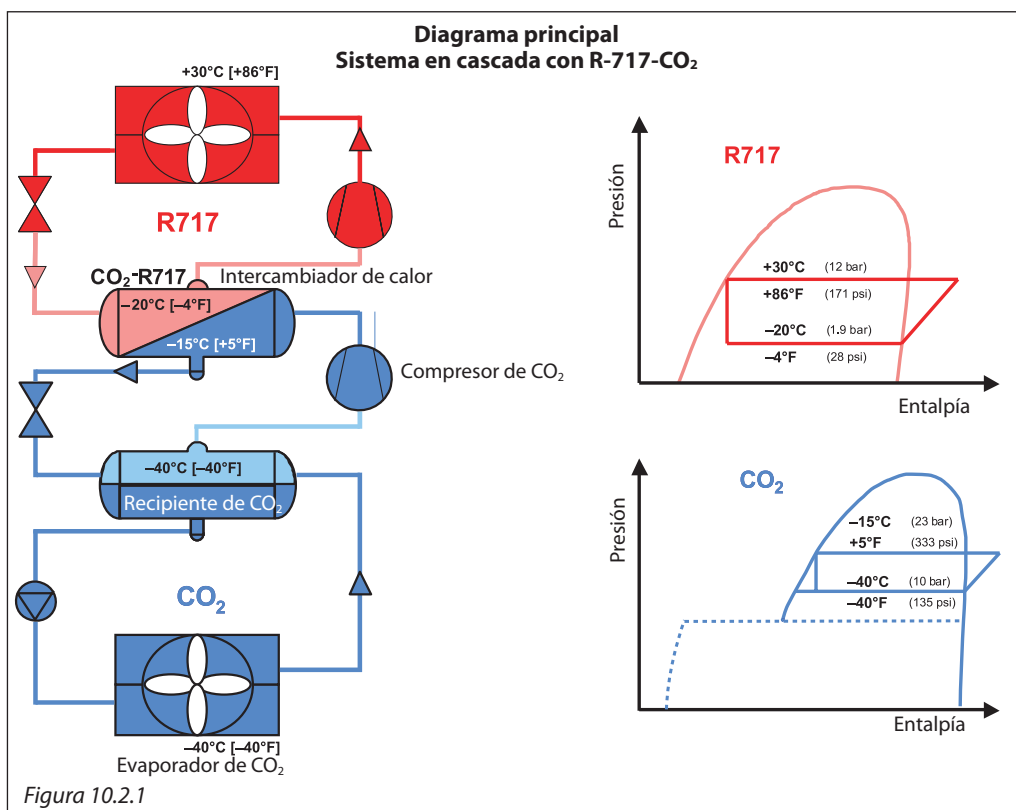 Diagrama principal
Sistema en cascada con R-717-CO₂
+30°C [+86°F]
R717
CO₂-R717
Intercambiador de calor
–20°C [–4°F]
–15°C [+5°F]
Compresor de CO₂
–40°C [–40°F]
Recipiente de CO₂
CO₂
–40°C [–40°F]
Evaporador de CO₂
Figura 10.2.1
R717
Presión
+30°C (12 bar)
+86°F (171 psi)
–20°C (1.9 bar)
–4°F (28 psi)
Entalpía
CO₂
Presión
–15°C (23 bar)
+5°F (333 psi)
–40°C (10 bar)
–40°F (135 psi)
Entalpía